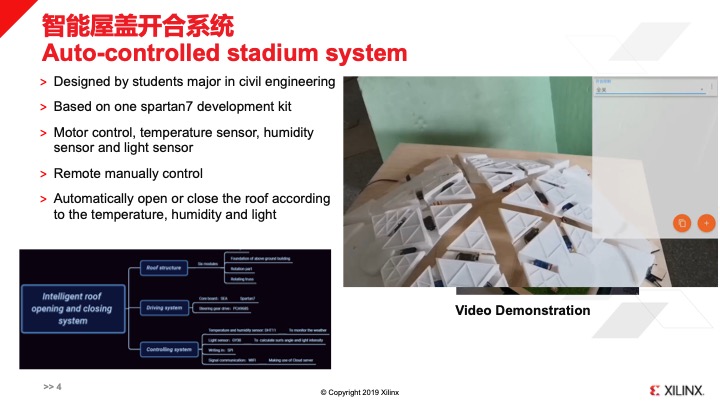 智能屋盖开合系统
Auto-controlled stadium system
> Designed by students major in civil engineering
> Based on one spartan7 development kit
> Motor control, temperature sensor, humidity
sensor and light sensor
> Remote manually control
> Automatically open or close the roof according
to the temperature, humidity and light
Intelligent roof
opening and closing
system
Roof structure
Six modules
Foundation of above ground building
Rotation part
Rotating truss
Driving system
Core board: SEA Spartan7
Steering gear drive: PCA9685
Controlling system
Temperature and humidity sensor: DHT11 To monitor the weather
Light sensor: GY30 To calculate sun's angle and light intensity
Writing in: SPI
Signal communication: WIFI Making use of Cloud server
Video Demonstration
>> 4
© Copyright 2019 Xilinx
XILINX.